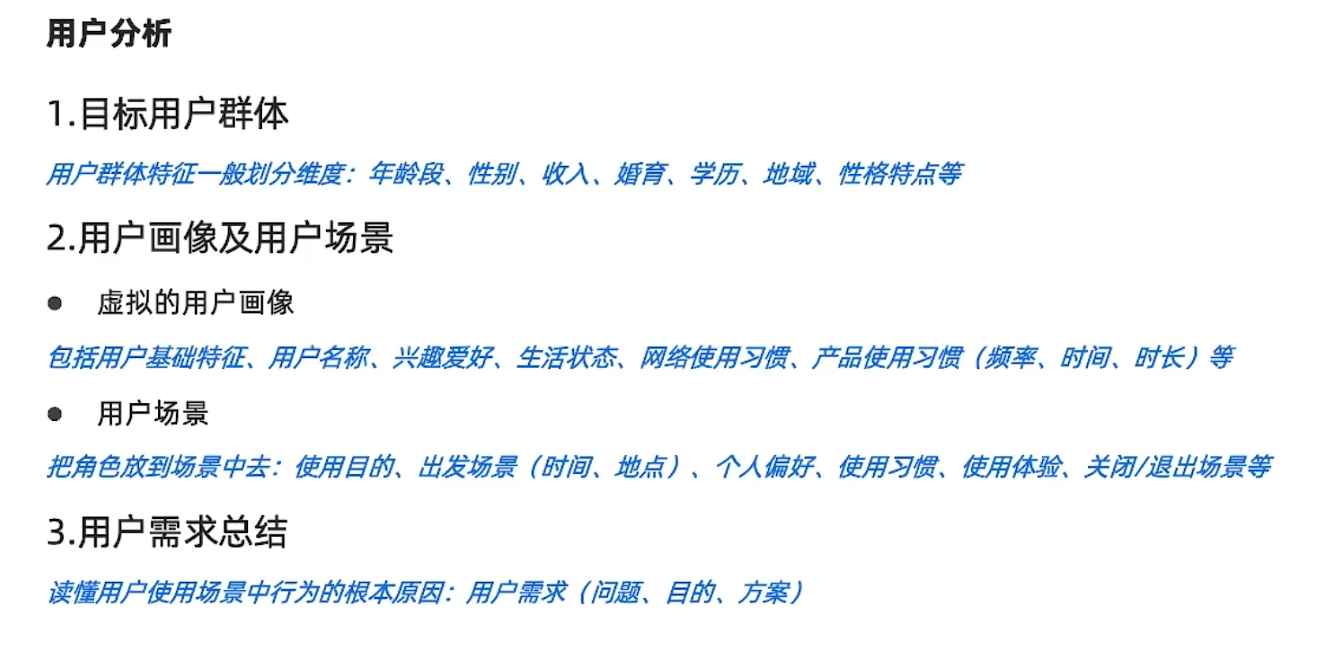 用户分析
1.目标用户群体
用户群体特征一般划分维度：年龄段、性别、收入、婚育、学历、地域、性格特点等
2.用户画像及用户场景
● 虚拟的用户画像
包括用户基础特征、用户名称、兴趣爱好、生活状态、网络使用习惯、产品使用习惯（频率、时间、时长）等
● 用户场景
把角色放到场景中去：使用目的、出发场景（时间、地点）、个人偏好、使用习惯、使用体验、关闭/退出场景等
3.用户需求总结
读懂用户使用场景中行为的根本原因：用户需求（问题、目的、方案）